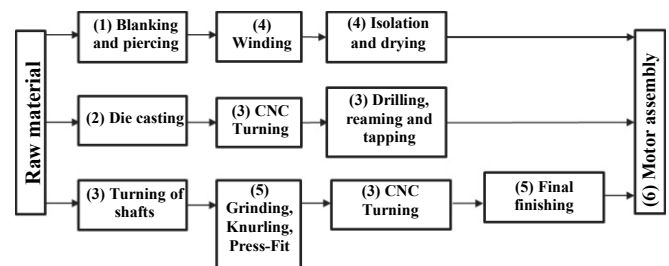 Raw material
(1) Blanking
and piercing
(4)
Winding
(4) Isolation
and drying
(2) Die casting
(3) CNC
Turning
(3) Drilling,
reaming and
tapping
(3) Turning of
shafts
(5)
Grinding,
Knurling,
Press-Fit
(3) CNC
Turning
(5) Final
finishing
(6) Motor assembly